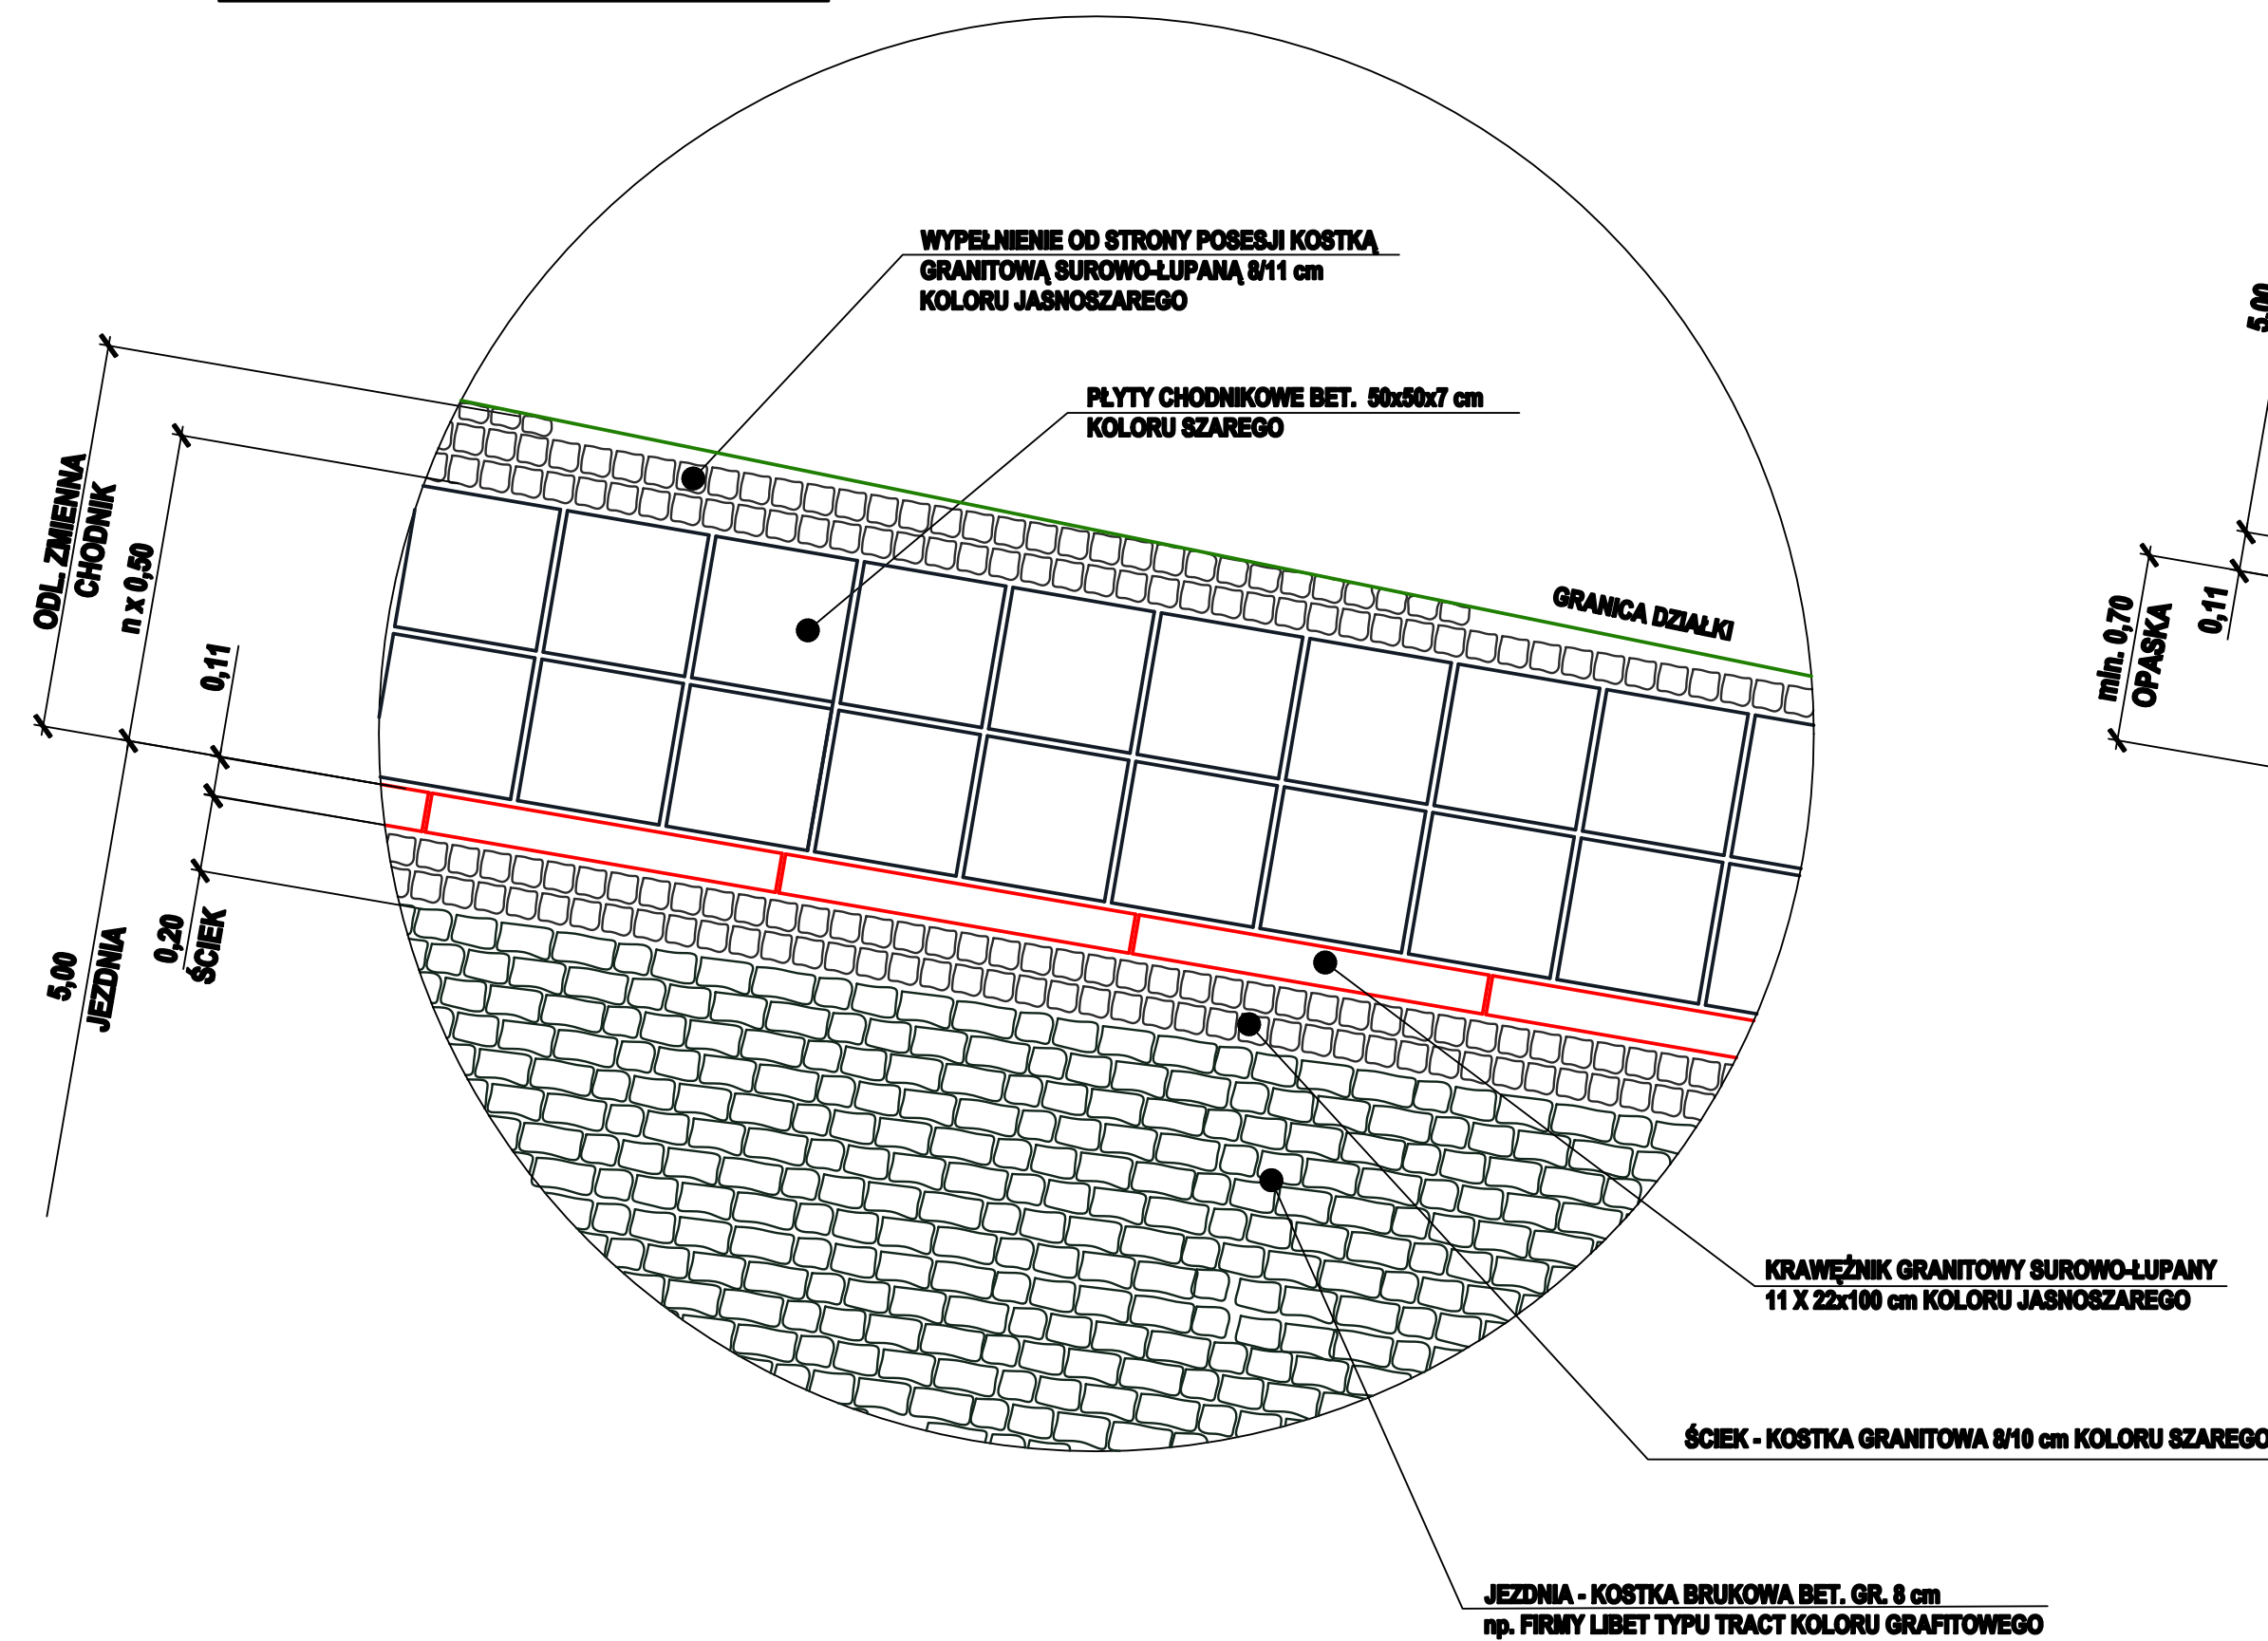 WYPEŁNIENIE OD STRONY POSESJI KOSTKĄ
GRANITOWĄ SUROWO-ŁUPANĄ 8/11 cm
KOLORU JASNOSZAREGO
PŁYTY CHODNIKOWE BET. 50x50x7 cm
KOLORU SZAREGO
GRANICA DZIAŁKI
ODL. ZMIENNA
CHODNIK
n x 0,50
0,11
0,20
ŚCIEK
5,00
JEZDNIA
5,00
0,11
min. 0,70
OPASKA
KRAWĘŻNIK GRANITOWY SUROWO-ŁUPANY
11 X 22x100 cm KOLORU JASNOSZAREGO
ŚCIEK - KOSTKA GRANITOWA 8/10 cm KOLORU SZAREGO
JEZDNIA - KOSTKA BRUKOWA BET. GR. 8 cm
np. FIRMY LIBET TYPU TRACT KOLORU GRAFITOWEGO